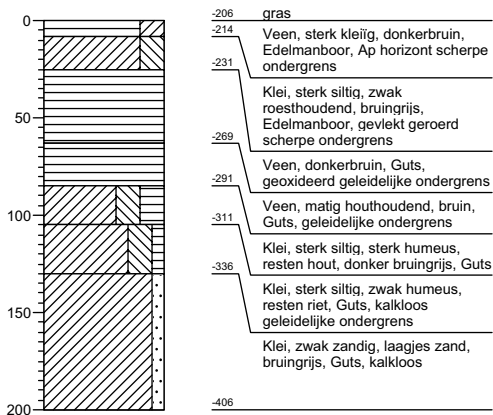 0
50
100
150
200
-206
gras
-214
Veen, sterk kleiïg, donkerbruin,
Edelmanboor, Ap horizont scherpe
ondergrens
-231
Klei, sterk siltig, zwak
roesthoudend, bruingrijs,
Edelmanboor, gevlekt geroerd
scherpe ondergrens
-269
Veen, donkerbruin, Guts,
geoxideerd geleidelijke ondergrens
-291
Veen, matig houthoudend, bruin,
Guts, geleidelijke ondergrens
-311
Klei, sterk siltig, sterk humeus,
resten hout, donker bruingrijs, Guts
-336
Klei, sterk siltig, zwak humeus,
resten riet, Guts, kalkloos
geleidelijke ondergrens
Klei, zwak zandig, laagjes zand,
bruingrijs, Guts, kalkloos
-406